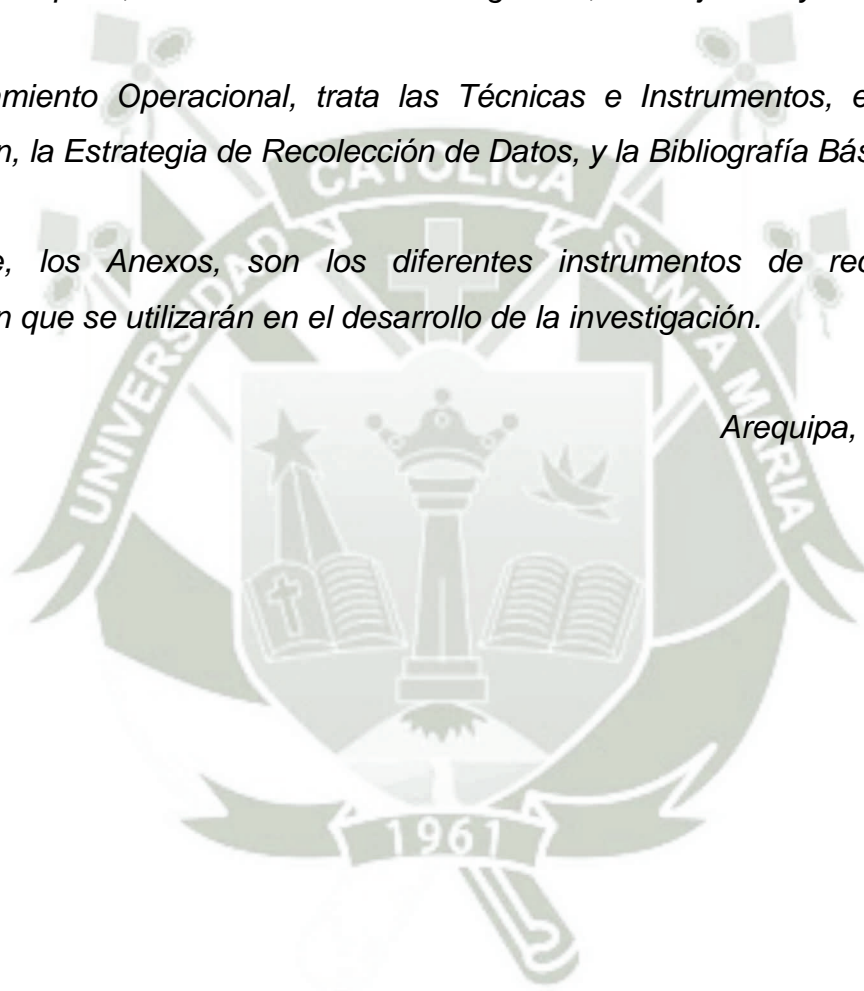 amiento Operacional, trata las Técnicas e Instrumentos, e
n, la Estrategia de Recolección de Datos, y la Bibliografía Bás
e, los Anexos, son los diferentes instrumentos de rec
n que se utilizarán en el desarrollo de la investigación.
Arequipa,
UNIVERSIDAD CATOLICA SANTA MARIA
1961